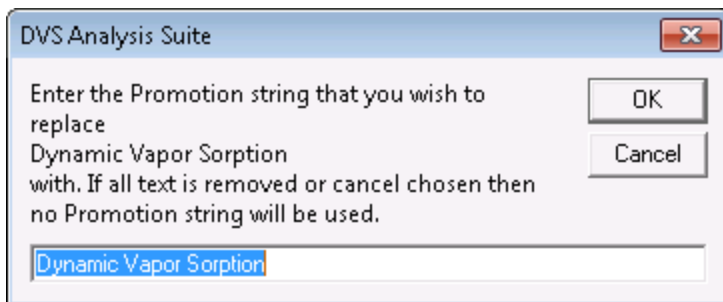 DVS Analysis Suite
Enter the Promotion string that you wish to
replace
Dynamic Vapor Sorption
with. If all text is removed or cancel chosen then
no Promotion string will be used.
OK
Cancel
Dynamic Vapor Sorption